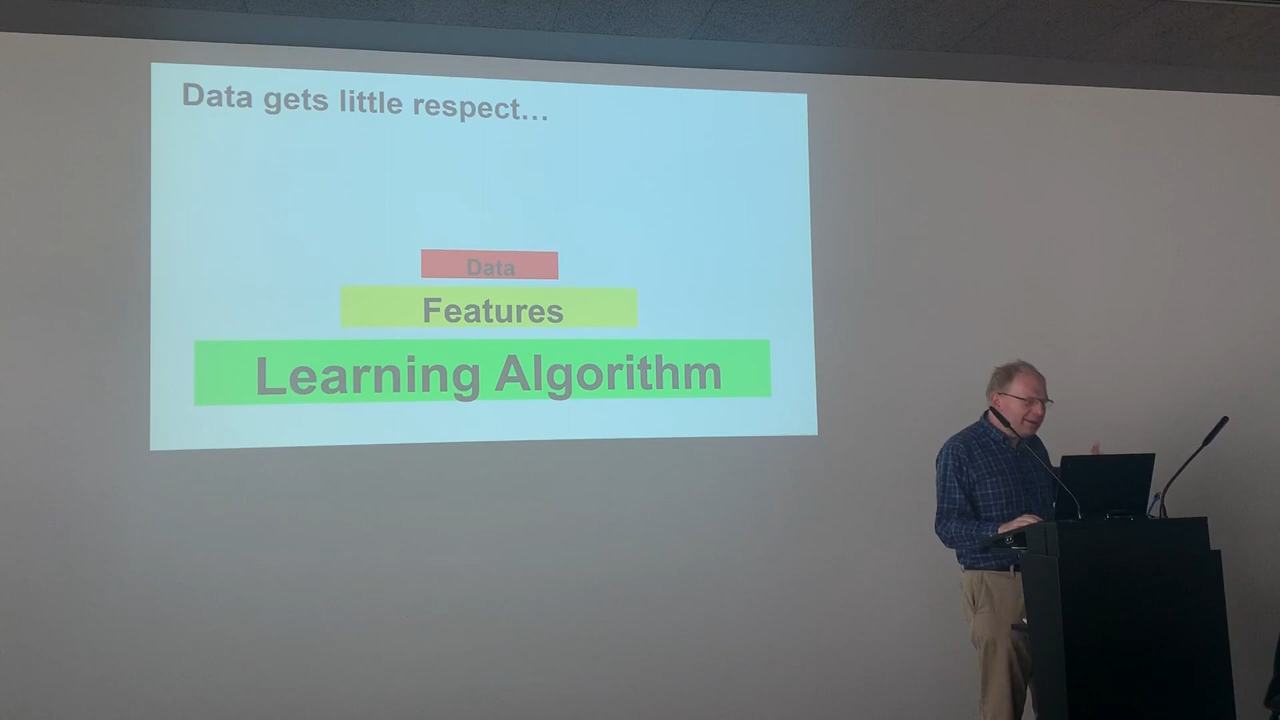 Data gets little respect…
Data
Features
Learning Algorithm